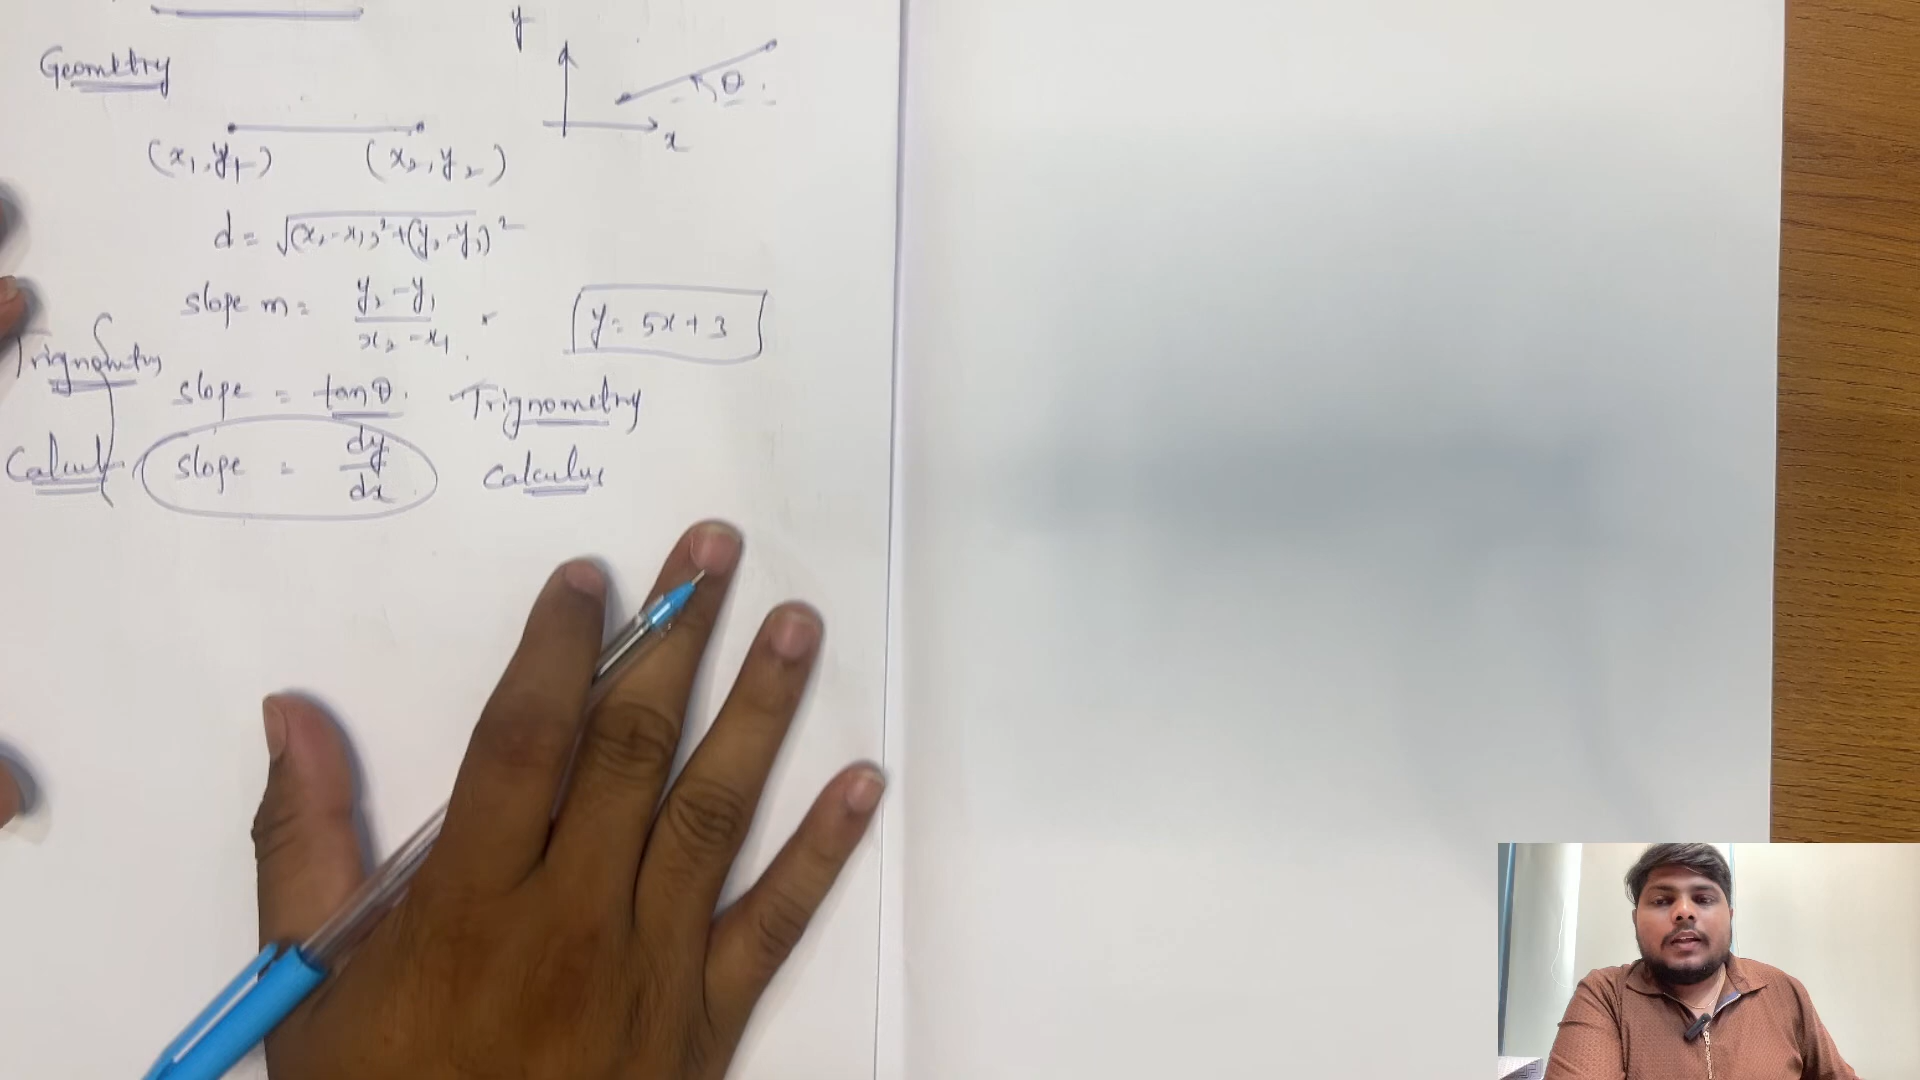 Geometry
y
θ
x
(x₁, y₁) (x₂, y₂)
d = √(x₂-x₁)²+(y₂-y₁)²
slope m = y₂-y₁ / x₂-x₁
y = 5x + 3
Trignometry
slope = tanθ. Trignometry
Calcul slope = dy/dx Calculus